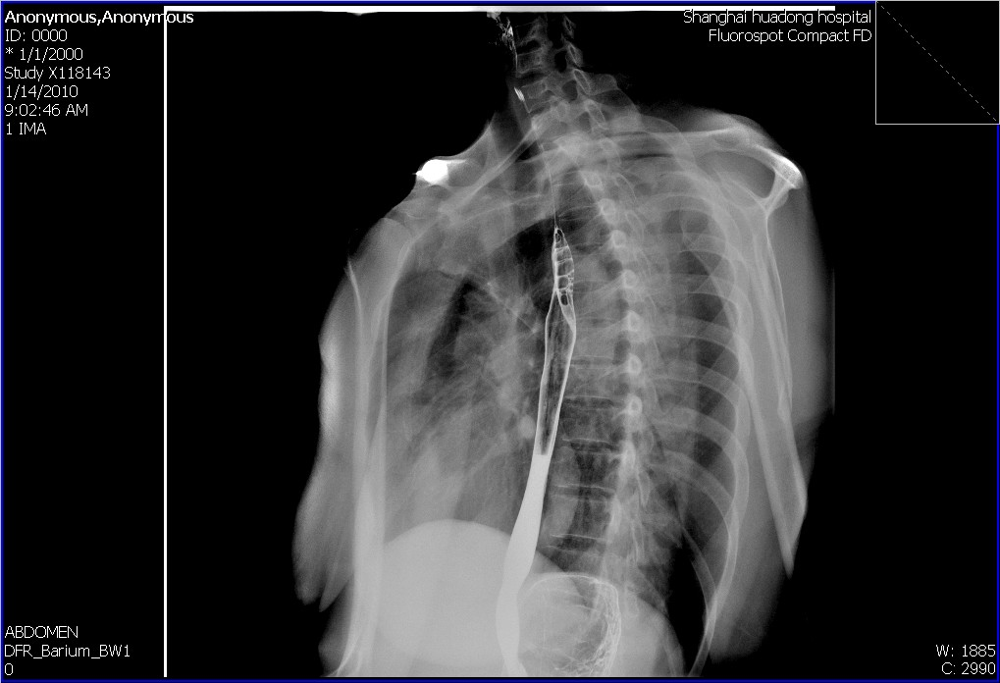 Anonymous,Anonymous
ID: 0000
* 1/1/2000
Study X118143
1/14/2010
9:02:46 AM
1 IMA
Shanghai huadong hospital
Fluorospot Compact FD
ABDOMEN
DFR_Barium_BW1
0
W: 1885
C: 2990